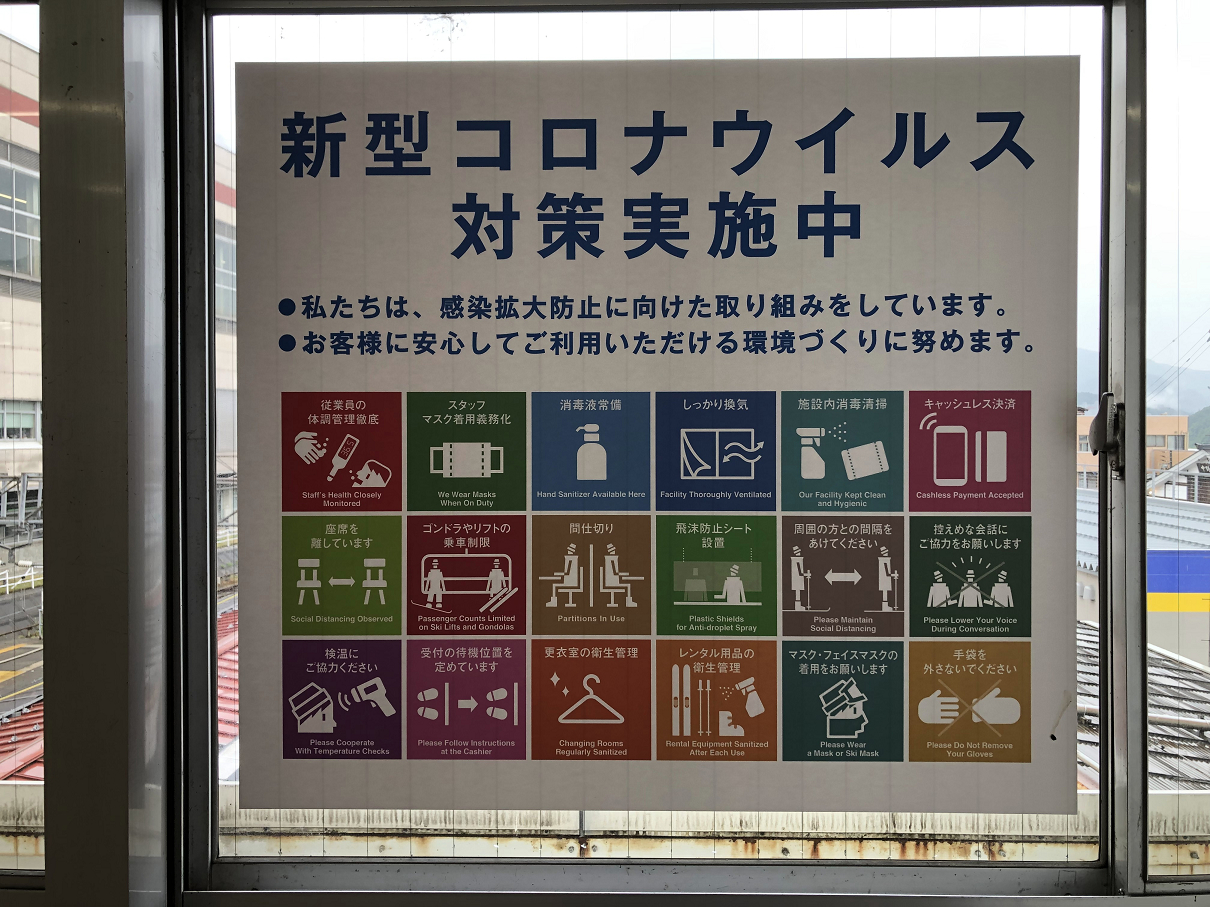 新型コロナウイルス
対策実施中
●私たちは、感染拡大防止に向けた取り組みをしています。
●お客様に安心してご利用いただける環境づくりに努めます。
従業員の
体調管理徹底
36.5
Staff's Health Closely
Monitored
スタッフ
マスク着用義務化
We Wear Masks
When On Duty
消毒液常備
Hand Sanitizer Available Here
しっかり換気
Facility Thoroughly Ventilated
施設内消毒清掃
Our Facility Kept Clean
and Hygienic
キャッシュレス決済
Cashless Payment Accepted
座席を
離しています
Social Distancing Observed
ゴンドラやリフトの
乗車制限
Passenger Counts Limited
on Ski Lifts and Gondolas
間仕切り
Partitions In Use
飛沫防止シート
設置
Plastic Shields
for Anti-droplet Spray
周囲の方との間隔を
あけてください
Please Maintain
Social Distancing
控えめな会話に
ご協力をお願いします
Please Lower Your Voice
During Conversation
検温に
ご協力ください
Please Cooperate
With Temperature Checks
受付の待機位置を
定めています
Please Follow Instructions
at the Cashier
更衣室の衛生管理
Changing Rooms
Regularly Sanitized
レンタル用品の
衛生管理
Rental Equipment Sanitized
After Each Use
マスク・フェイスマスクの
着用をお願いします
Please Wear
a Mask or Ski Mask
手袋を
外さないでください
Please Do Not Remove
Your Gloves